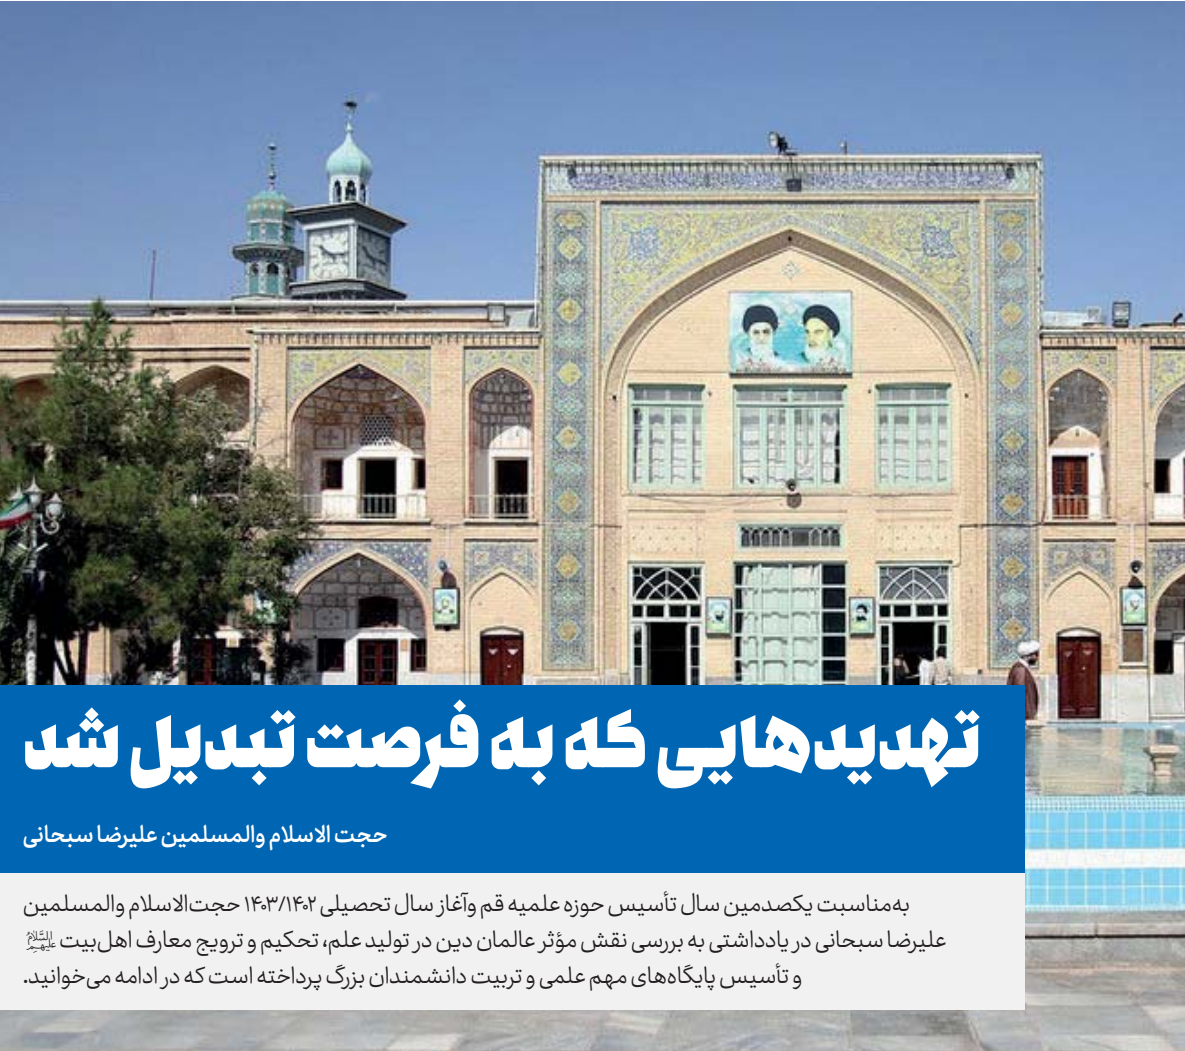 تهدیدهایی که به فرصت تبدیل شد
حجت الاسلام والمسلمین علیرضا سبحانی
به‌مناسبت یکصدمین سال تأسیس حوزه علمیه قم وآغاز سال تحصیلی ۱۴۰۳/۱۴۰۲ حجت‌الاسلام والمسلمین
علیرضا سبحانی در یادداشتی به بررسی نقش مؤثر عالمان دین در تولید علم، تحکیم و ترویج معارف اهل‌بیت علیهم السلام
و تأسیس پایگاه‌های مهم علمی و تربیت دانشمندان بزرگ پرداخته است که در ادامه می‌خوانید.